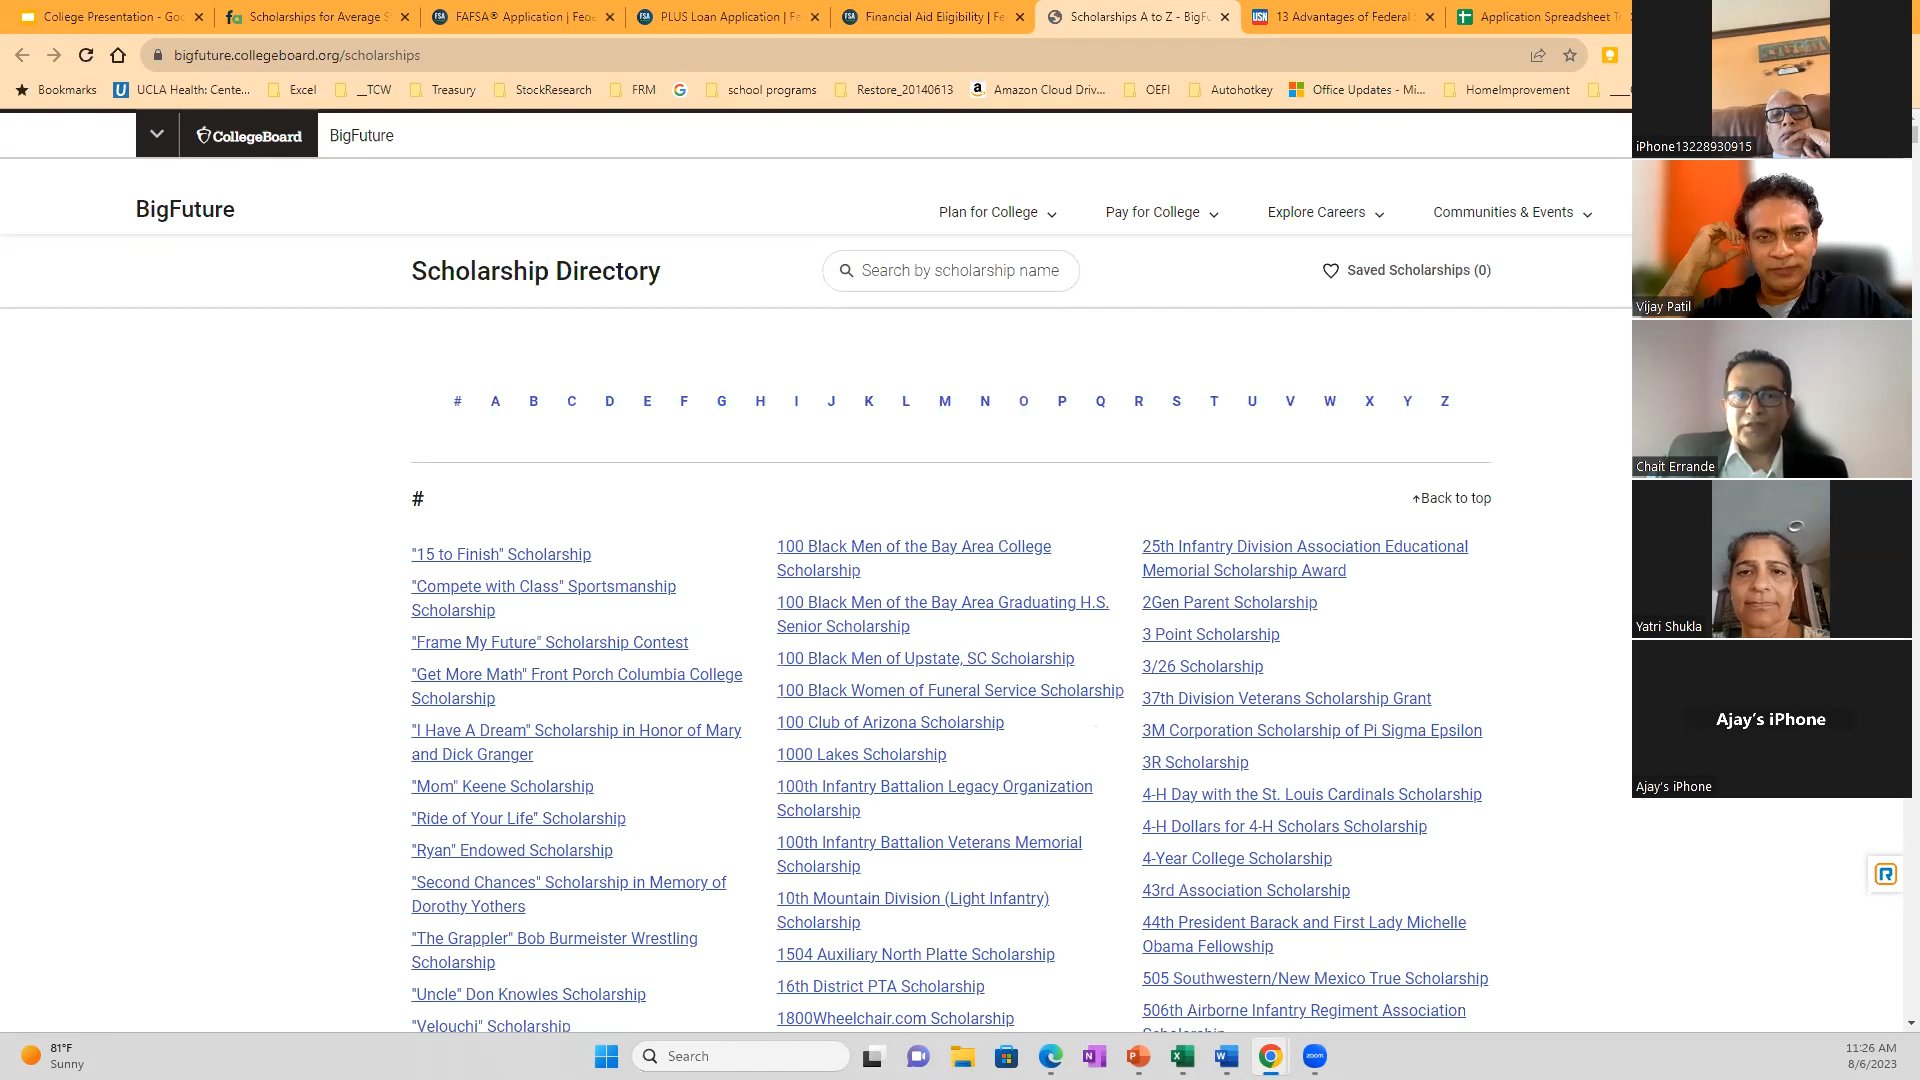 College Presentation - Goo
Scholarships for Average S
FAFSA® Application | Fede
PLUS Loan Application | Fe
Financial Aid Eligibility | Fe
Scholarships A to Z - BigFu
13 Advantages of Federal
Application Spreadsheet T
bigfuture.collegeboard.org/scholarships
Bookmarks
UCLA Health: Cente...
Excel
__TCW
Treasury
StockResearch
FRM
school programs
Restore_20140613
Amazon Cloud Driv...
OEFI
Autohotkey
Office Updates - Mi...
HomeImprovement
CollegeBoard
BigFuture
BigFuture
Plan for College
Pay for College
Explore Careers
Communities & Events
Scholarship Directory
Search by scholarship name
Saved Scholarships (0)
# A B C D E F G H I J K L M N O P Q R S T U V W X Y Z
#
↑Back to top
"15 to Finish" Scholarship
"Compete with Class" Sportsmanship
Scholarship
"Frame My Future" Scholarship Contest
"Get More Math" Front Porch Columbia College
Scholarship
"I Have A Dream" Scholarship in Honor of Mary
and Dick Granger
"Mom" Keene Scholarship
"Ride of Your Life" Scholarship
"Ryan" Endowed Scholarship
"Second Chances" Scholarship in Memory of
Dorothy Yothers
"The Grappler" Bob Burmeister Wrestling
Scholarship
"Uncle" Don Knowles Scholarship
"Velouchi" Scholarship
100 Black Men of the Bay Area College
Scholarship
100 Black Men of the Bay Area Graduating H.S.
Senior Scholarship
100 Black Men of Upstate, SC Scholarship
100 Black Women of Funeral Service Scholarship
100 Club of Arizona Scholarship
1000 Lakes Scholarship
100th Infantry Battalion Legacy Organization
Scholarship
100th Infantry Battalion Veterans Memorial
Scholarship
10th Mountain Division (Light Infantry)
Scholarship
1504 Auxiliary North Platte Scholarship
16th District PTA Scholarship
1800Wheelchair.com Scholarship
25th Infantry Division Association Educational
Memorial Scholarship Award
2Gen Parent Scholarship
3 Point Scholarship
3/26 Scholarship
37th Division Veterans Scholarship Grant
3M Corporation Scholarship of Pi Sigma Epsilon
3R Scholarship
4-H Day with the St. Louis Cardinals Scholarship
4-H Dollars for 4-H Scholars Scholarship
4-Year College Scholarship
43rd Association Scholarship
44th President Barack and First Lady Michelle
Obama Fellowship
505 Southwestern/New Mexico True Scholarship
506th Airborne Infantry Regiment Association
Scholarship
iPhone13228930915
Vijay Patil
Chait Errande
Yatri Shukla
Ajay's iPhone
Ajay's iPhone
81°F
Sunny
Search
zoom
11:26 AM
8/6/2023